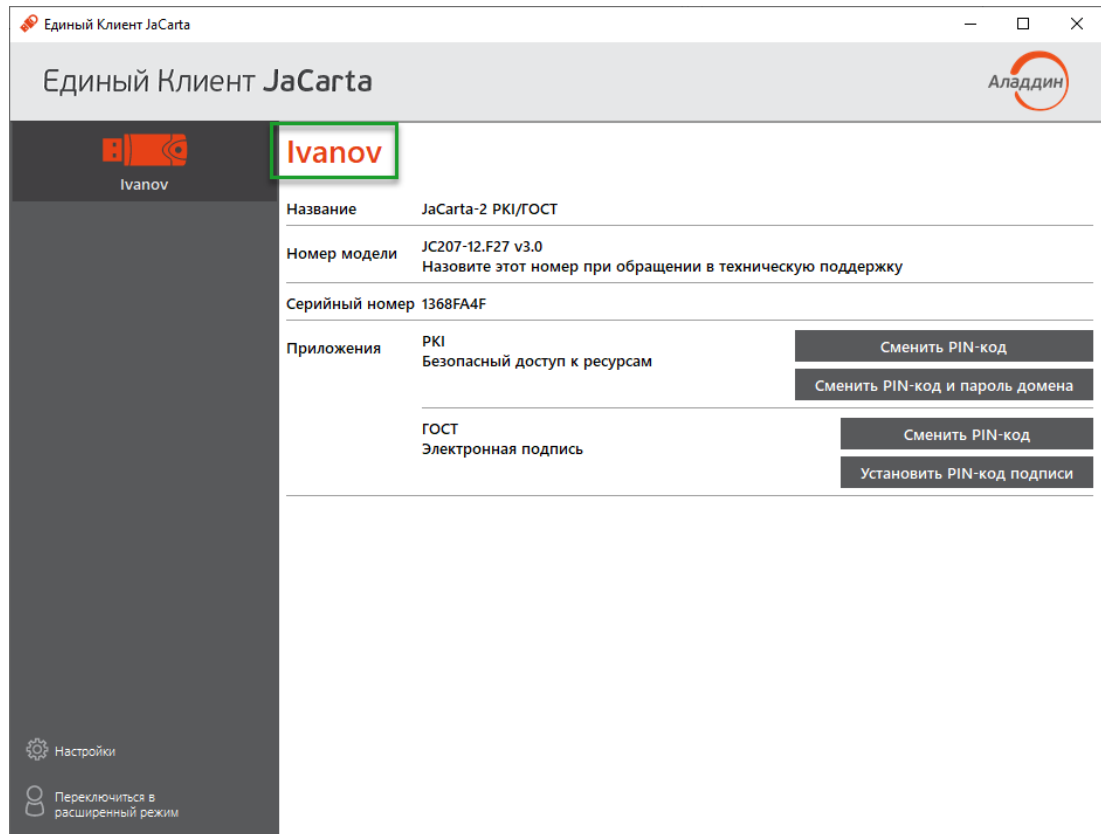 Единый Клиент JaCarta
Единый Клиент JaCarta
Аладдин
Ivanov
Ivanov
Название JaCarta-2 PKI/ГОСТ
Номер модели JC207-12.F27 v3.0
Назовите этот номер при обращении в техническую поддержку
Серийный номер 1368FA4F
Приложения PKI
Безопасный доступ к ресурсам
Сменить PIN-код
Сменить PIN-код и пароль домена
ГОСТ
Электронная подпись
Сменить PIN-код
Установить PIN-код подписи
Настройки
Переключиться в
расширенный режим